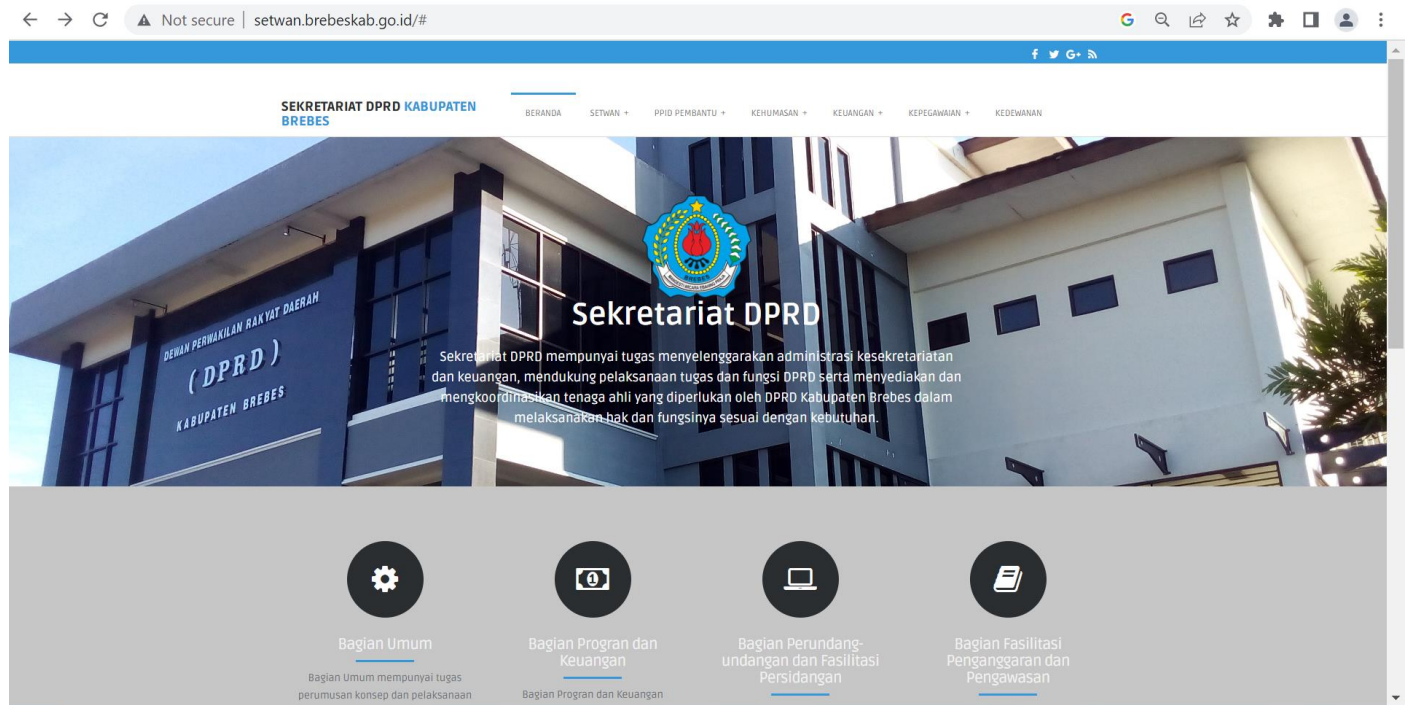 Not secure | setwan.brebeskab.go.id/#
SEKRETARIAT DPRD KABUPATEN
BREBES
BERANDA SETWAN + PPID PEMBANTU + KEHUMASAN + KEUANGAN + KEPEGAWAIAN + KEDEWANAN
DEWAN PERWAKILAN RAKYAT DAERAH
( DPRD )
KABUPATEN BREBES
BREBES
Sekretariat DPRD
Sekretariat DPRD mempunyai tugas menyelenggarakan administrasi kesekretariatan
dan keuangan, mendukung pelaksanaan tugas dan fungsi DPRD serta menyediakan dan
mengkoordinasikan tenaga ahli yang diperlukan oleh DPRD Kabupaten Brebes dalam
melaksanakan hak dan fungsinya sesuai dengan kebutuhan.
Bagian Umum
Bagian Umum mempunyai tugas
perumusan konsep dan pelaksanaan
Bagian Progran dan
Keuangan
Bagian Progran dan Keuangan
Bagian Perundang-
undangan dan Fasilitasi
Persidangan
Bagian Fasilitasi
Penganggaran dan
Pengawasan